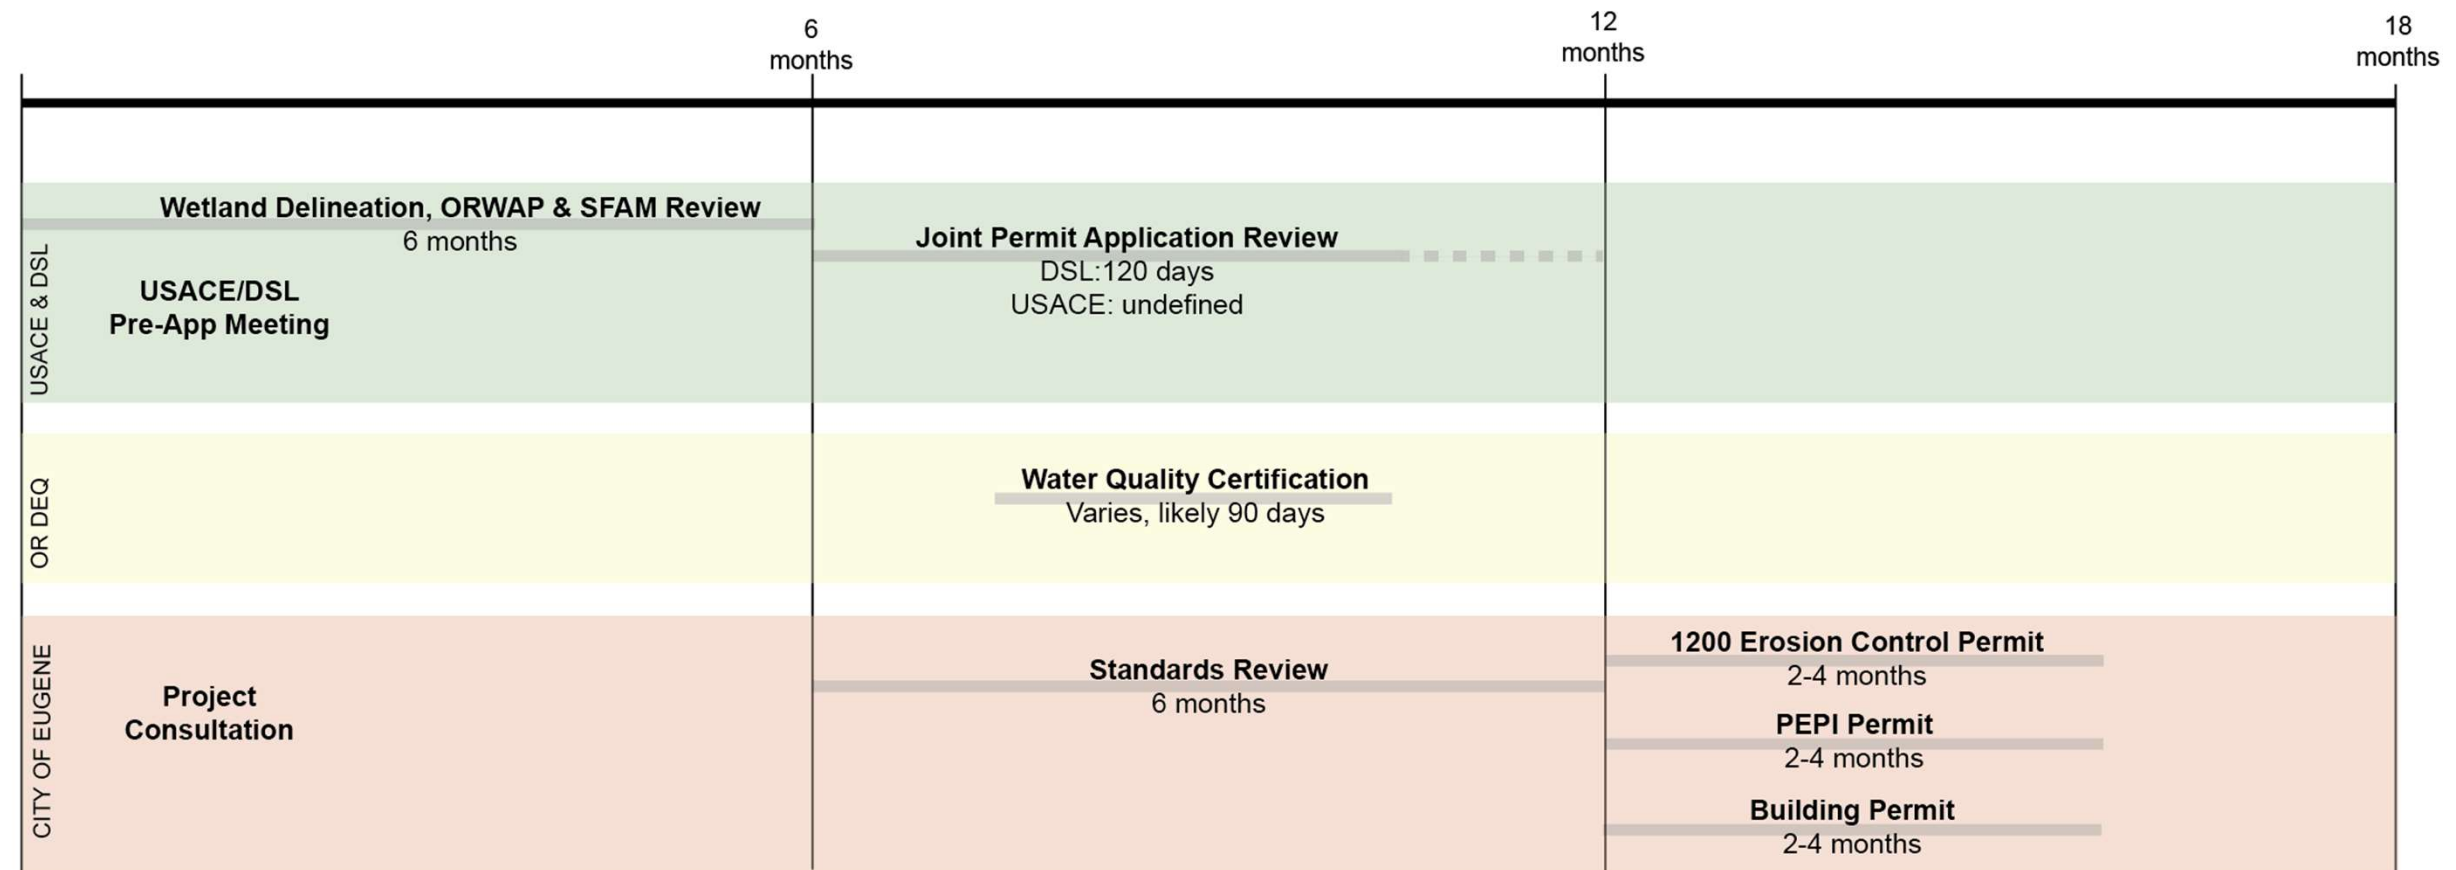 6
months
12
months
18
months
USACE & DSL
Wetland Delineation, ORWAP & SFAM Review
6 months
USACE/DSL
Pre-App Meeting
Joint Permit Application Review
DSL:120 days
USACE: undefined
OR DEQ
Water Quality Certification
Varies, likely 90 days
CITY OF EUGENE
Project
Consultation
Standards Review
6 months
1200 Erosion Control Permit
2-4 months
PEPI Permit
2-4 months
Building Permit
2-4 months